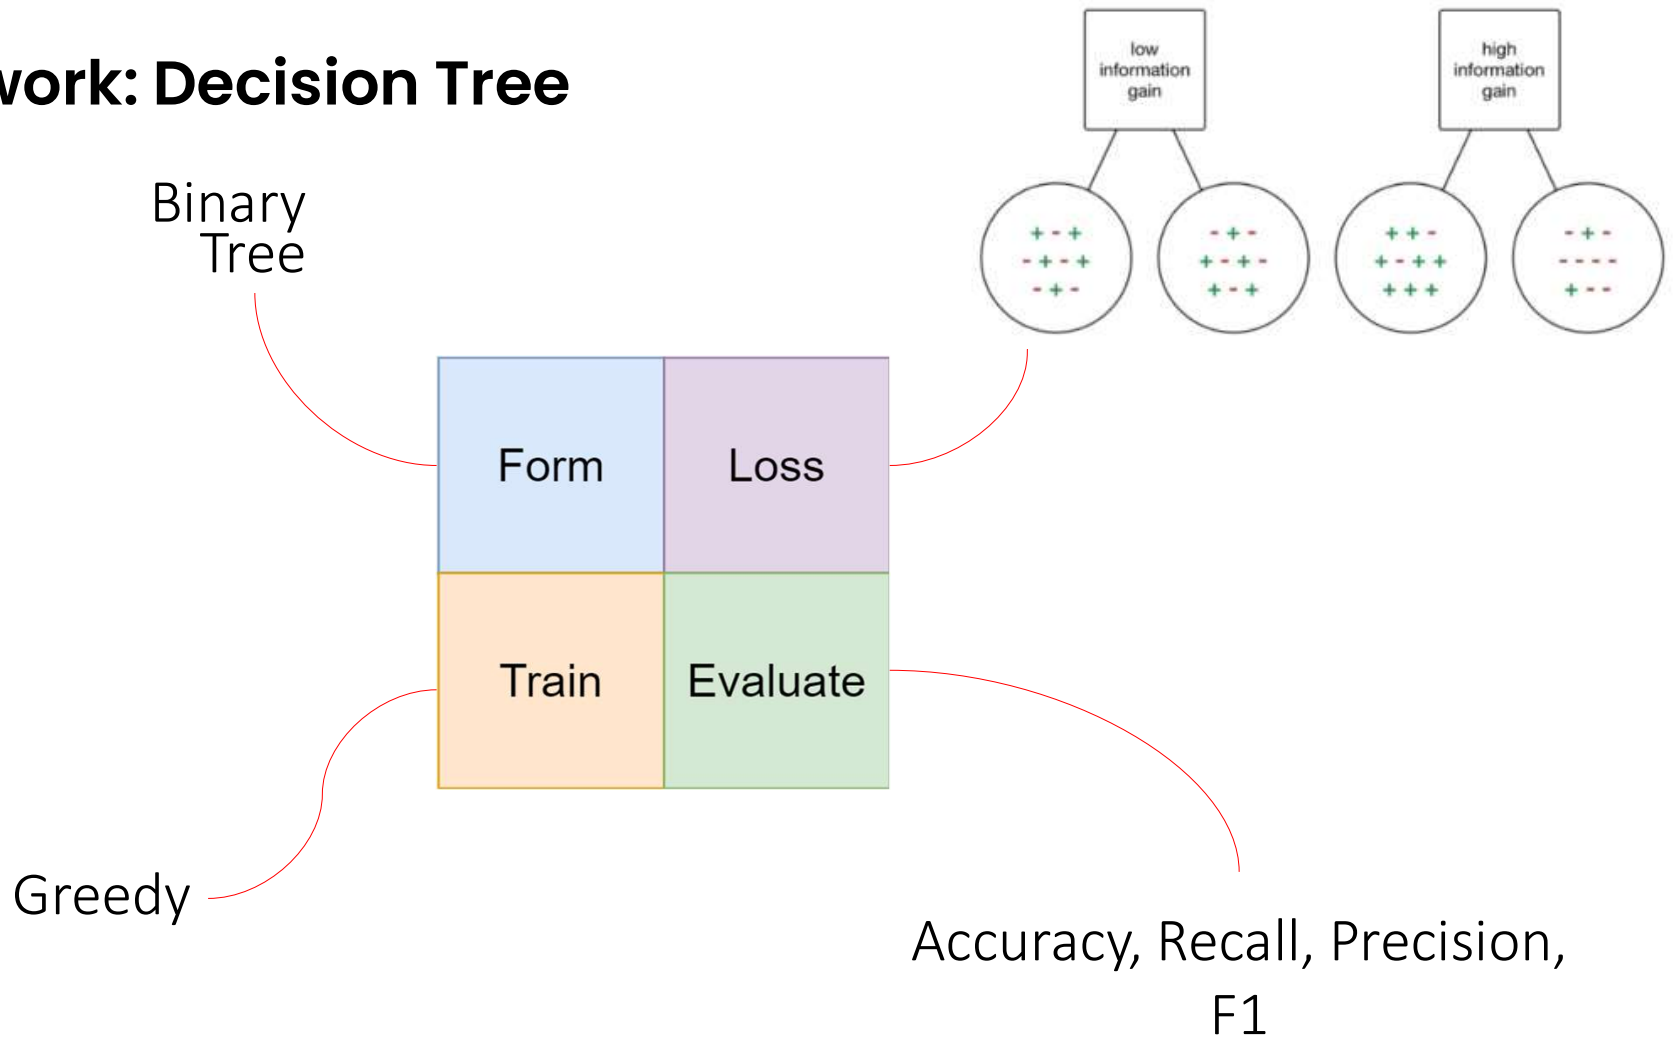 work: Decision Tree
low
information
gain
high
information
gain
+ - +
- + - +
- + -
- + -
+ - + -
+ - +
+ + -
+ - + +
+ + +
- + -
- - - -
+ - -
Binary
Tree
Form
Loss
Train
Evaluate
Greedy
Accuracy, Recall, Precision,
F1